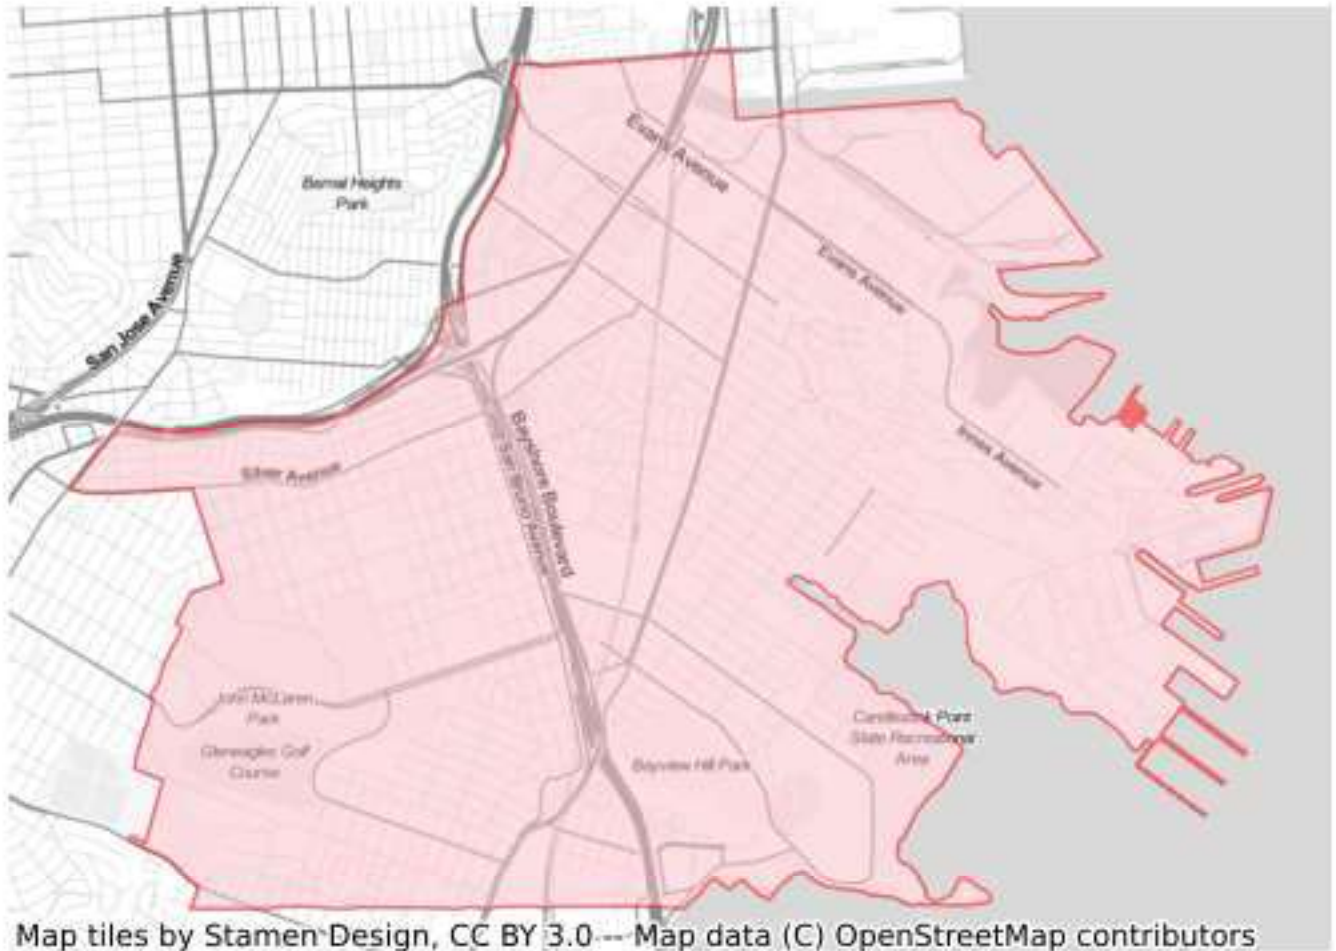 Evans Avenue
Bernal Heights
Park
Evans Avenue
San Jose Avenue
Innes Avenue
Silver Avenue
Bayshore Boulevard
San Bruno Avenue
John McLaren
Park
Gleneagles Golf
Course
Candlestick Point
State Recreational
Area
Bayview Hill Park
Map tiles by Stamen Design, CC BY 3.0 -- Map data (C) OpenStreetMap contributors